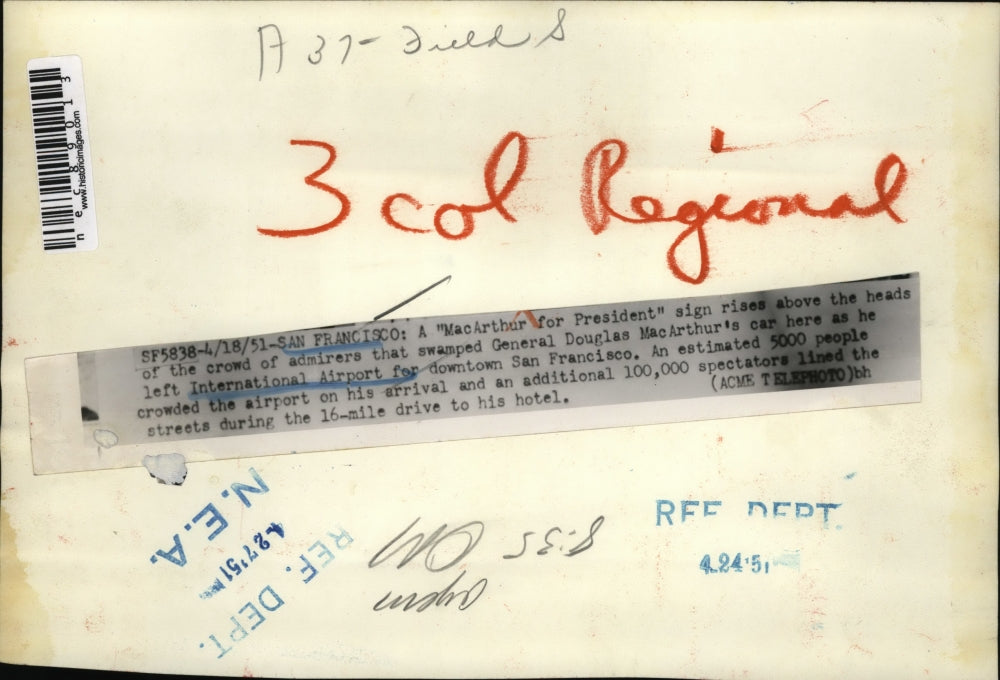 A 37- Field S
3 col Regional
SF5838-4/18/51-SAN FRANCISCO: A "MacArthur for President" sign rises above the heads
of the crowd of admirers that swamped General Douglas MacArthur's car here as he
left International Airport for downtown San Francisco. An estimated 5000 people
crowded the airport on his arrival and an additional 100,000 spectators lined the
streets during the 16-mile drive to his hotel. (ACME TELEPHOTO)bh
nec89013
www.historicimages.com
N.E.A.
4 27 '51
REF. DEPT.
8:35
REF. DEPT.
4 24 '51